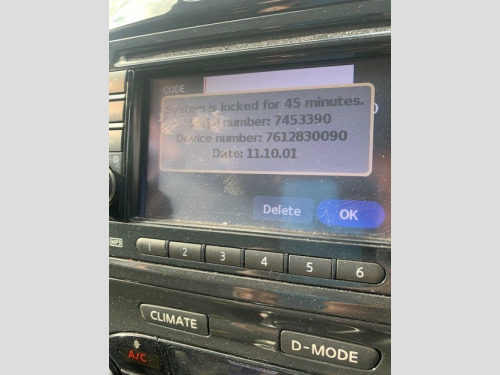 CODE
System is locked for 45 minutes.
Serial number: 7453390
Device number: 7612830090
Date: 11.10.01
Delete OK
MP3
1 2 3 4 5 6
CLIMATE
D-MODE
A/C